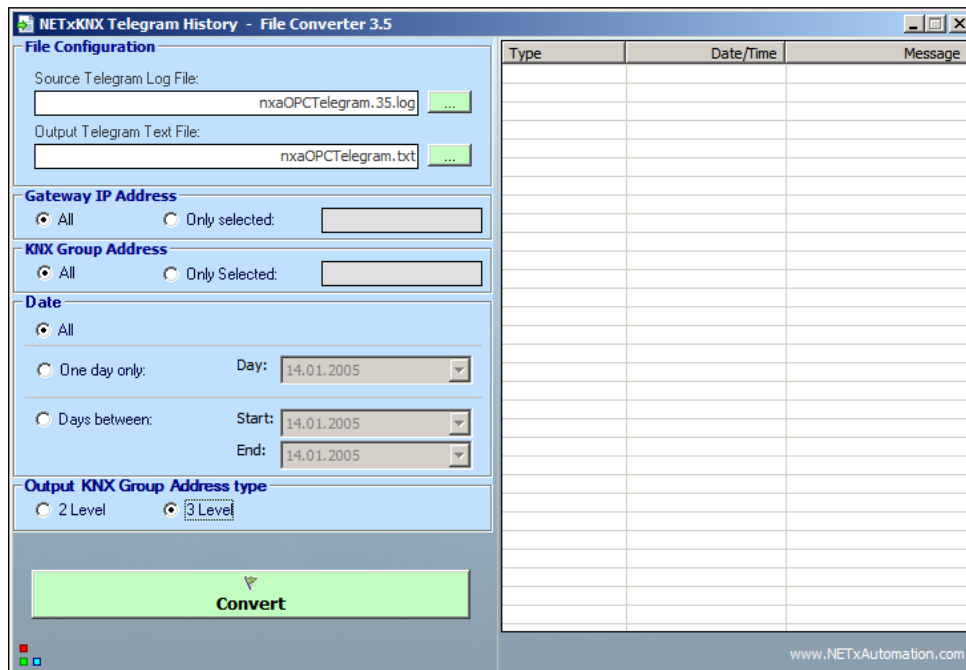 NETxKNX Telegram History - File Converter 3.5
File Configuration
Source Telegram Log File:
nxaOPCTelegram.35.log
...
Output Telegram Text File:
nxaOPCTelegram.txt
...
Gateway IP Address
All
Only selected:
KNX Group Address
All
Only Selected:
Date
All
One day only:
Day:
14.01.2005
Days between:
Start:
14.01.2005
End:
14.01.2005
Output KNX Group Address type
2 Level
3 Level
Convert
Type
Date/Time
Message
www.NETxAutomation.com